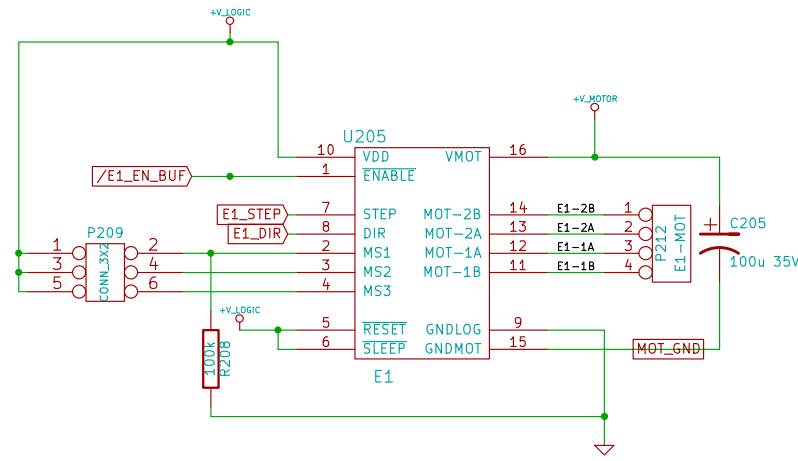 +V_LOGIC
+V_MOTOR
U205
10 VDD VMOT 16
/E1_EN_BUF 1 ENABLE
E1_STEP 7 STEP MOT-2B 14 E1-2B 1
E1_DIR 8 DIR MOT-2A 13 E1-2A 2
P209
1 2 2 MS1 MOT-1A 12 E1-1A 3
3 4 3 MS2 MOT-1B 11 E1-1B 4
5 6 4 MS3
CONN_3X2
P212
E1-MOT
C205
100u 35V
+V_LOGIC
5 RESET GNDLOG 9
6 SLEEP GNDMOT 15 MOT_GND
100k
R208
E1